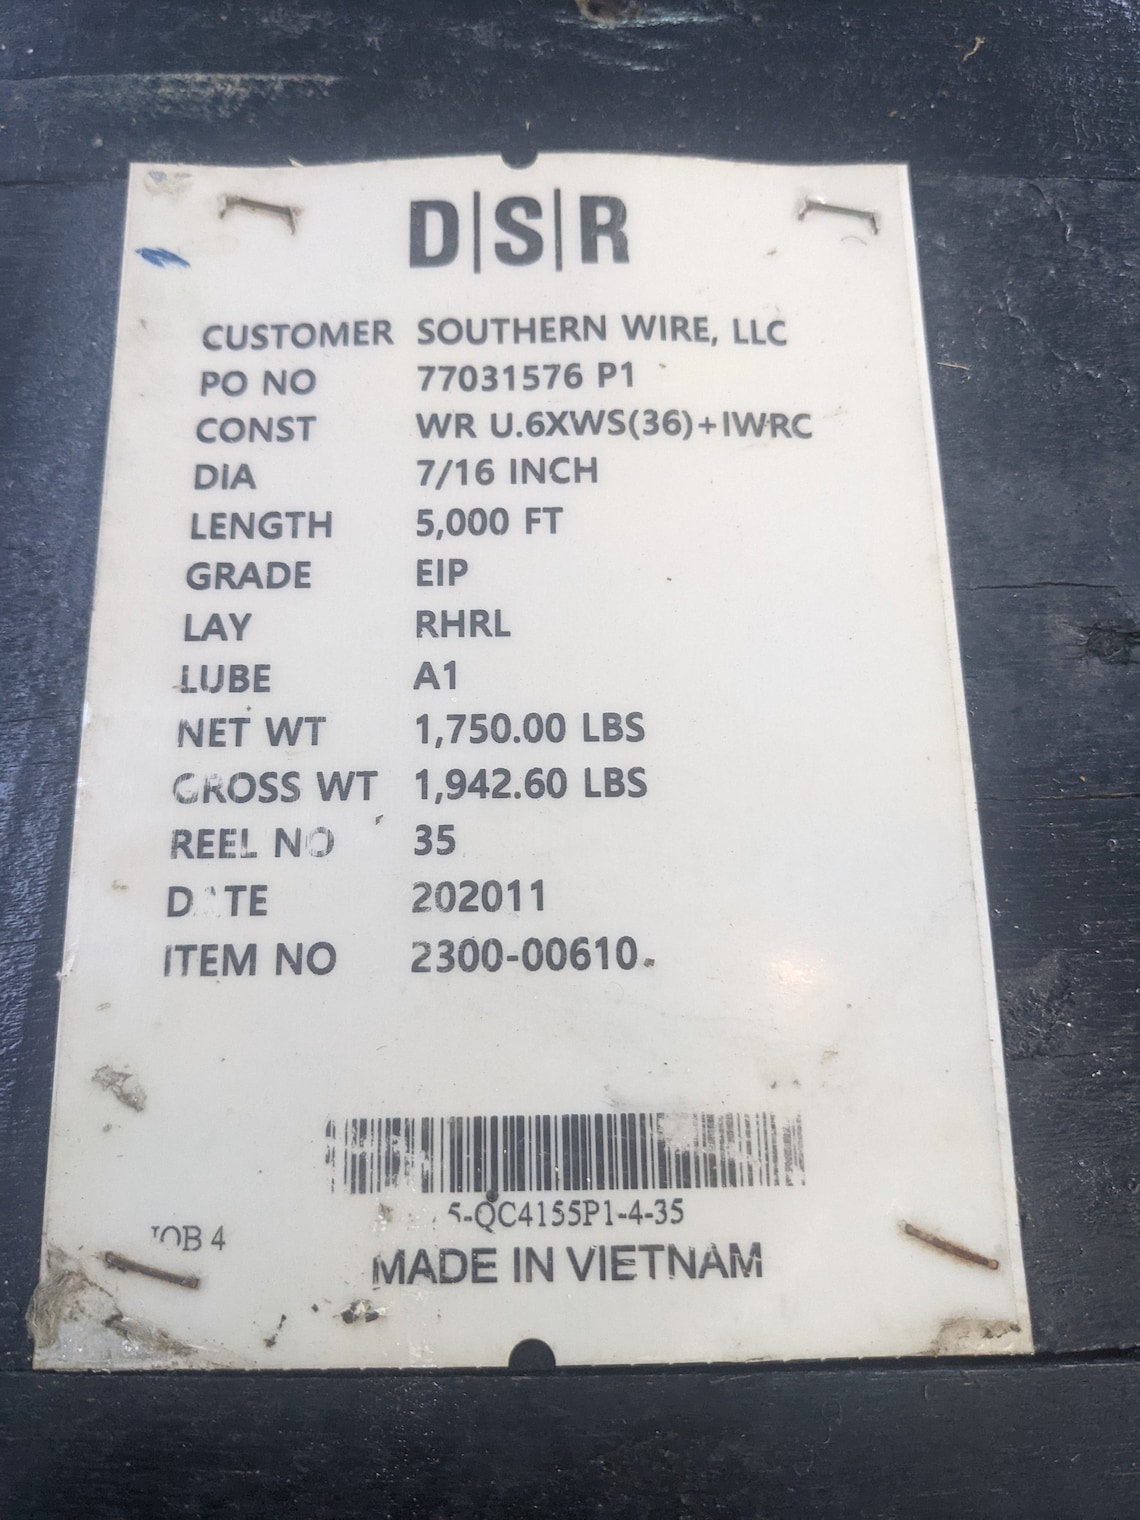 D|S|R
CUSTOMER SOUTHERN WIRE, LLC
PO NO 77031576 P1
CONST WR U.6XWS(36)+IWRC
DIA 7/16 INCH
LENGTH 5,000 FT
GRADE EIP
LAY RHRL
LUBE A1
NET WT 1,750.00 LBS
GROSS WT 1,942.60 LBS
REEL NO 35
DATE 202011
ITEM NO 2300-00610
5-QC4155P1-4-35
JOB 4
MADE IN VIETNAM